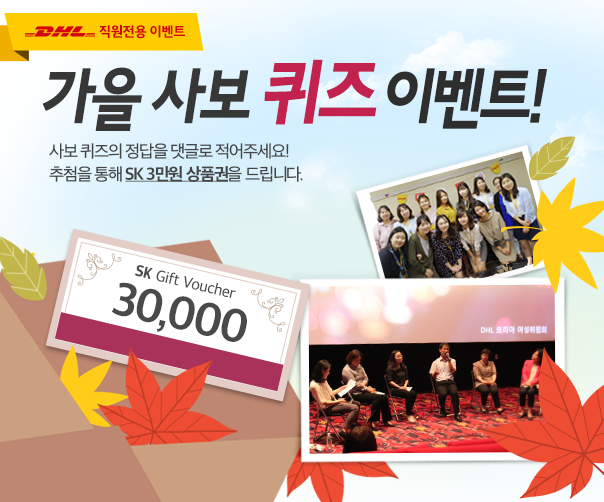 DHL 직원전용 이벤트
가을 사보 퀴즈 이벤트!
사보 퀴즈의 정답을 댓글로 적어주세요!
추첨을 통해 SK 3만원 상품권을 드립니다.
SK Gift Voucher
30,000
DHL 코리아 여성위원회